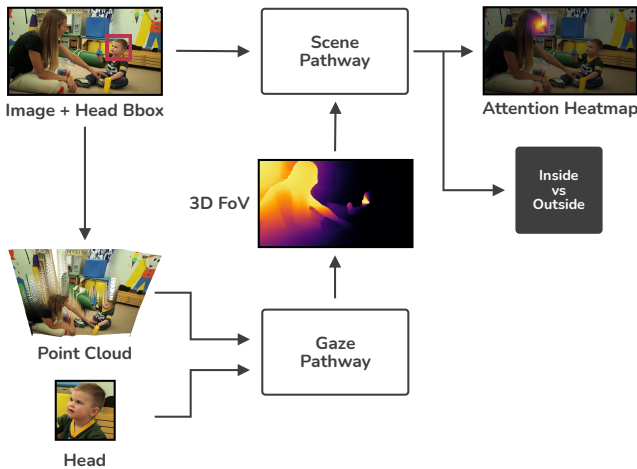 Scene
Pathway
Image + Head Bbox
Attention Heatmap
Inside
vs
Outside
3D FoV
Point Cloud
Gaze
Pathway
Head